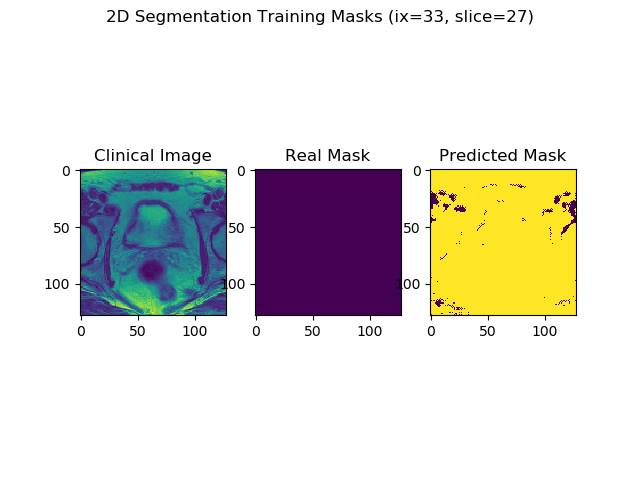 2D Segmentation Training Masks (ix=33, slice=27)
Clinical Image Real Mask Predicted Mask
0 0 0
50 50 50
100 100 100
0 50 100 0 50 100 0 50 100